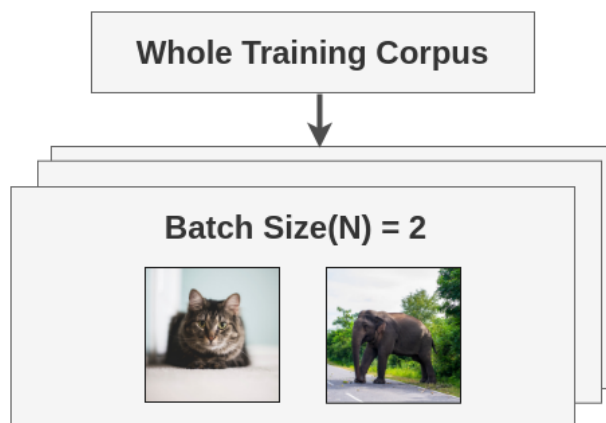 Whole Training Corpus
Batch Size(N) = 2